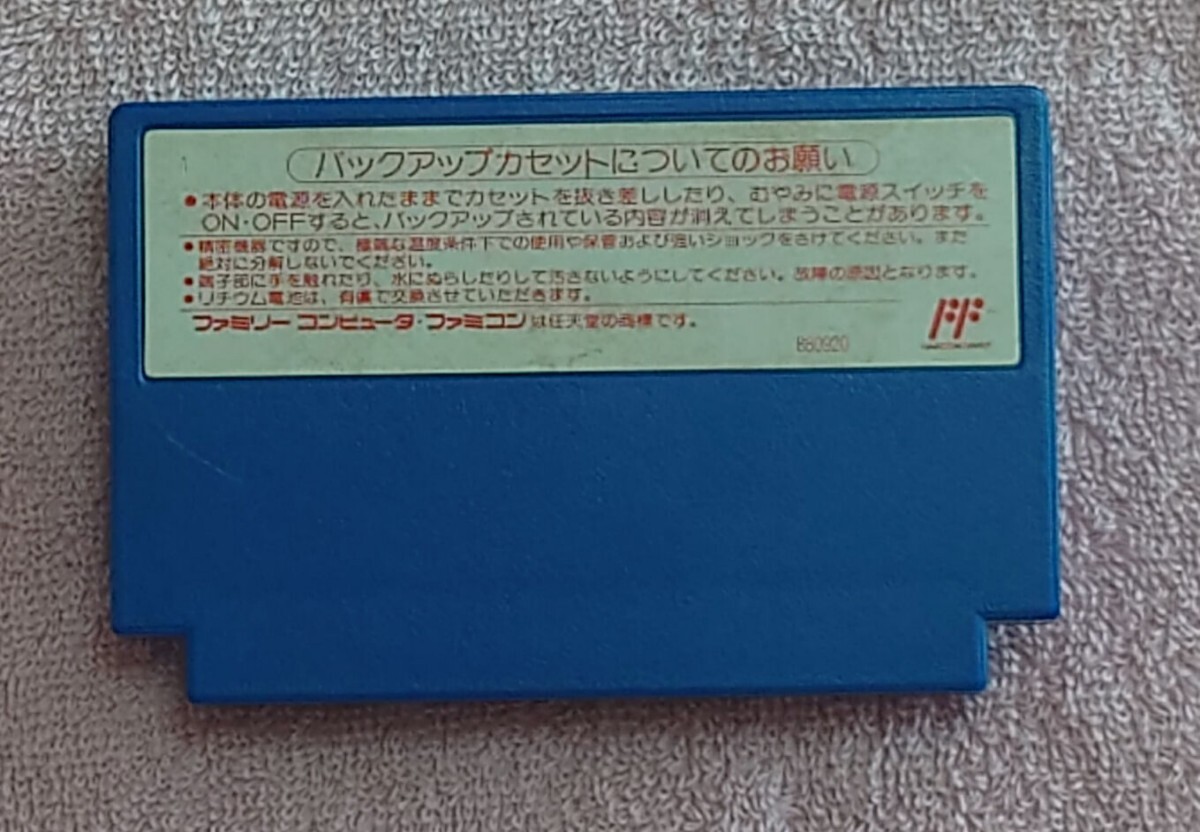 バックアップカセットについてのお願い
●本体の電源を入れたままでカセットを抜き差ししたり、むやみに電源スイッチを
ON・OFFすると、バックアップされている内容が消えてしまうことがあります。
●精密機器ですので、極端な温度条件下での使用や保管および強いショックをさけてください。また
絶対に分解しないでください。
●端子部に手を触れたり、水にぬらしたりして汚さないようにしてください。故障の原因となります。
●リチウム電池は、有償で交換させていただきます。
ファミリーコンピュータ・ファミコンは任天堂の商標です。